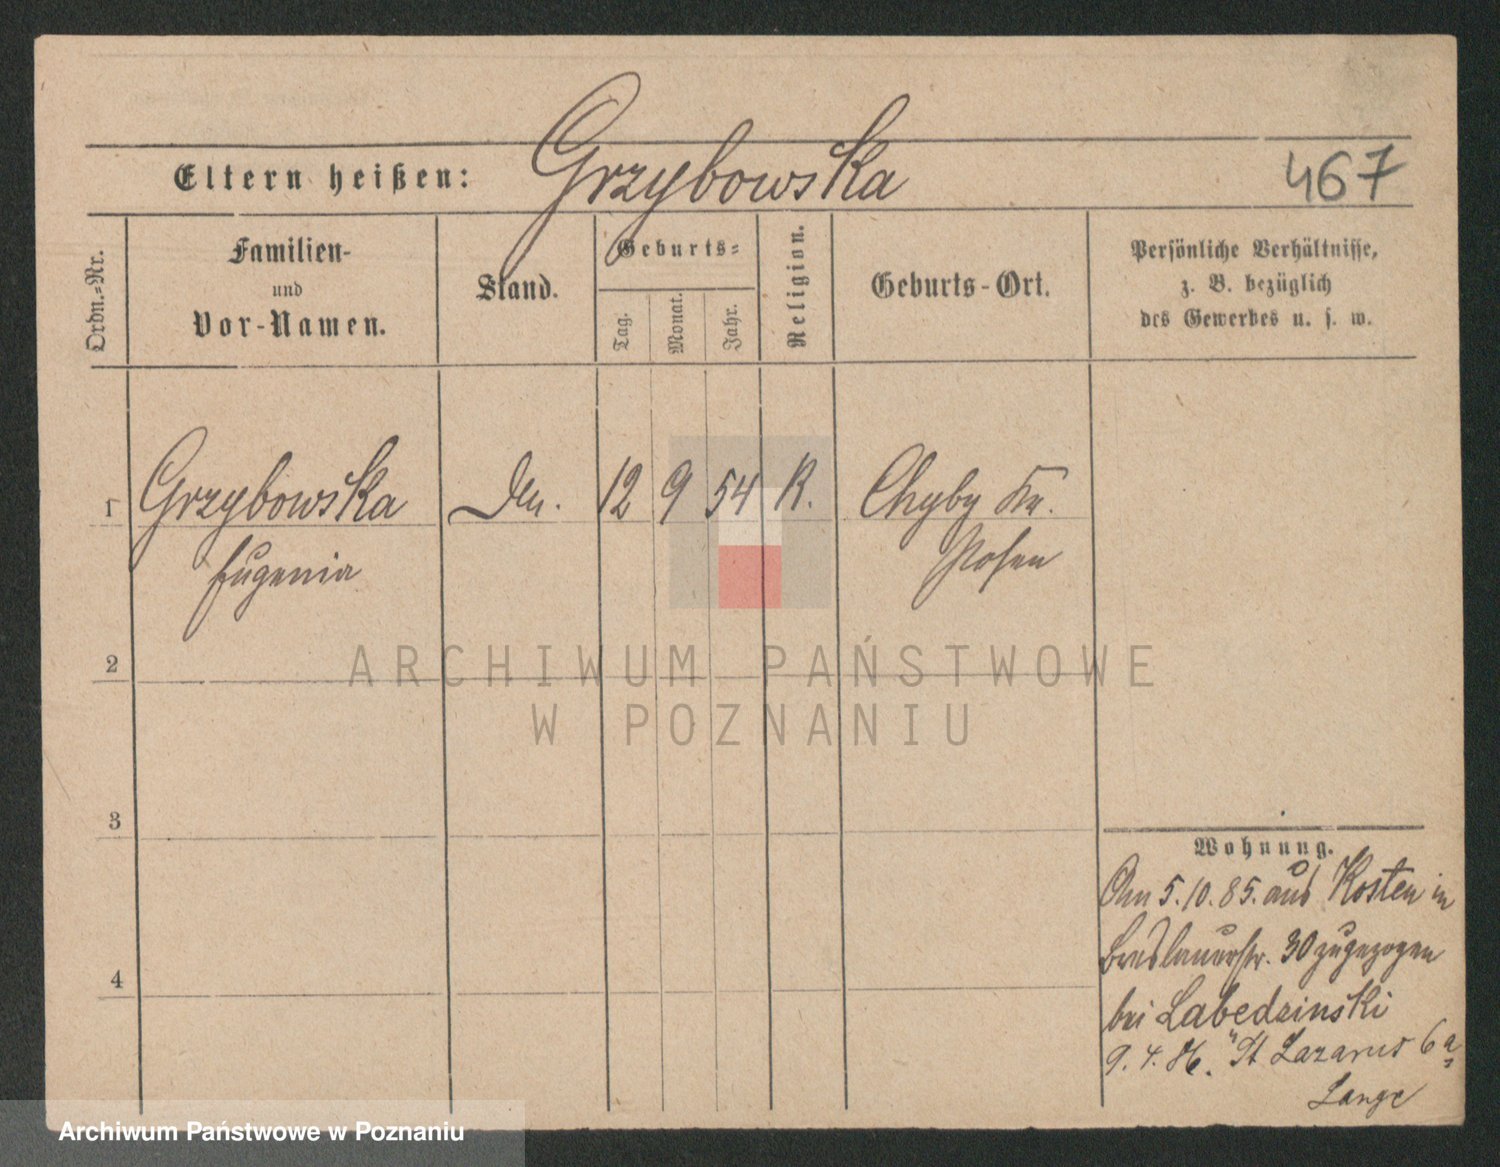 Grzybowska
Eltern heißen:
467
Ordn.-Nr.
Familien-
und
Vor-Namen.
Stand.
Geburts-
Tag.
Monat.
Jahr.
Religion.
Geburts-Ort.
Persönliche Verhältnisse,
z. B. bezüglich
des Gewerbes u. s. w.
1 Grzybowska 12 9 54 R. Chyby Kr.
Eugenia Posen
2
3
4
ARCHIWUM PAŃSTWOWE
W POZNANIU
Wohnung.
Am 5.10.85. aus Kosten in
Breslauerstr. 30 zugezogen
bei Labedzinski
9.4.86. St Lazarus 6a
Lange
Archiwum Państwowe w Poznaniu